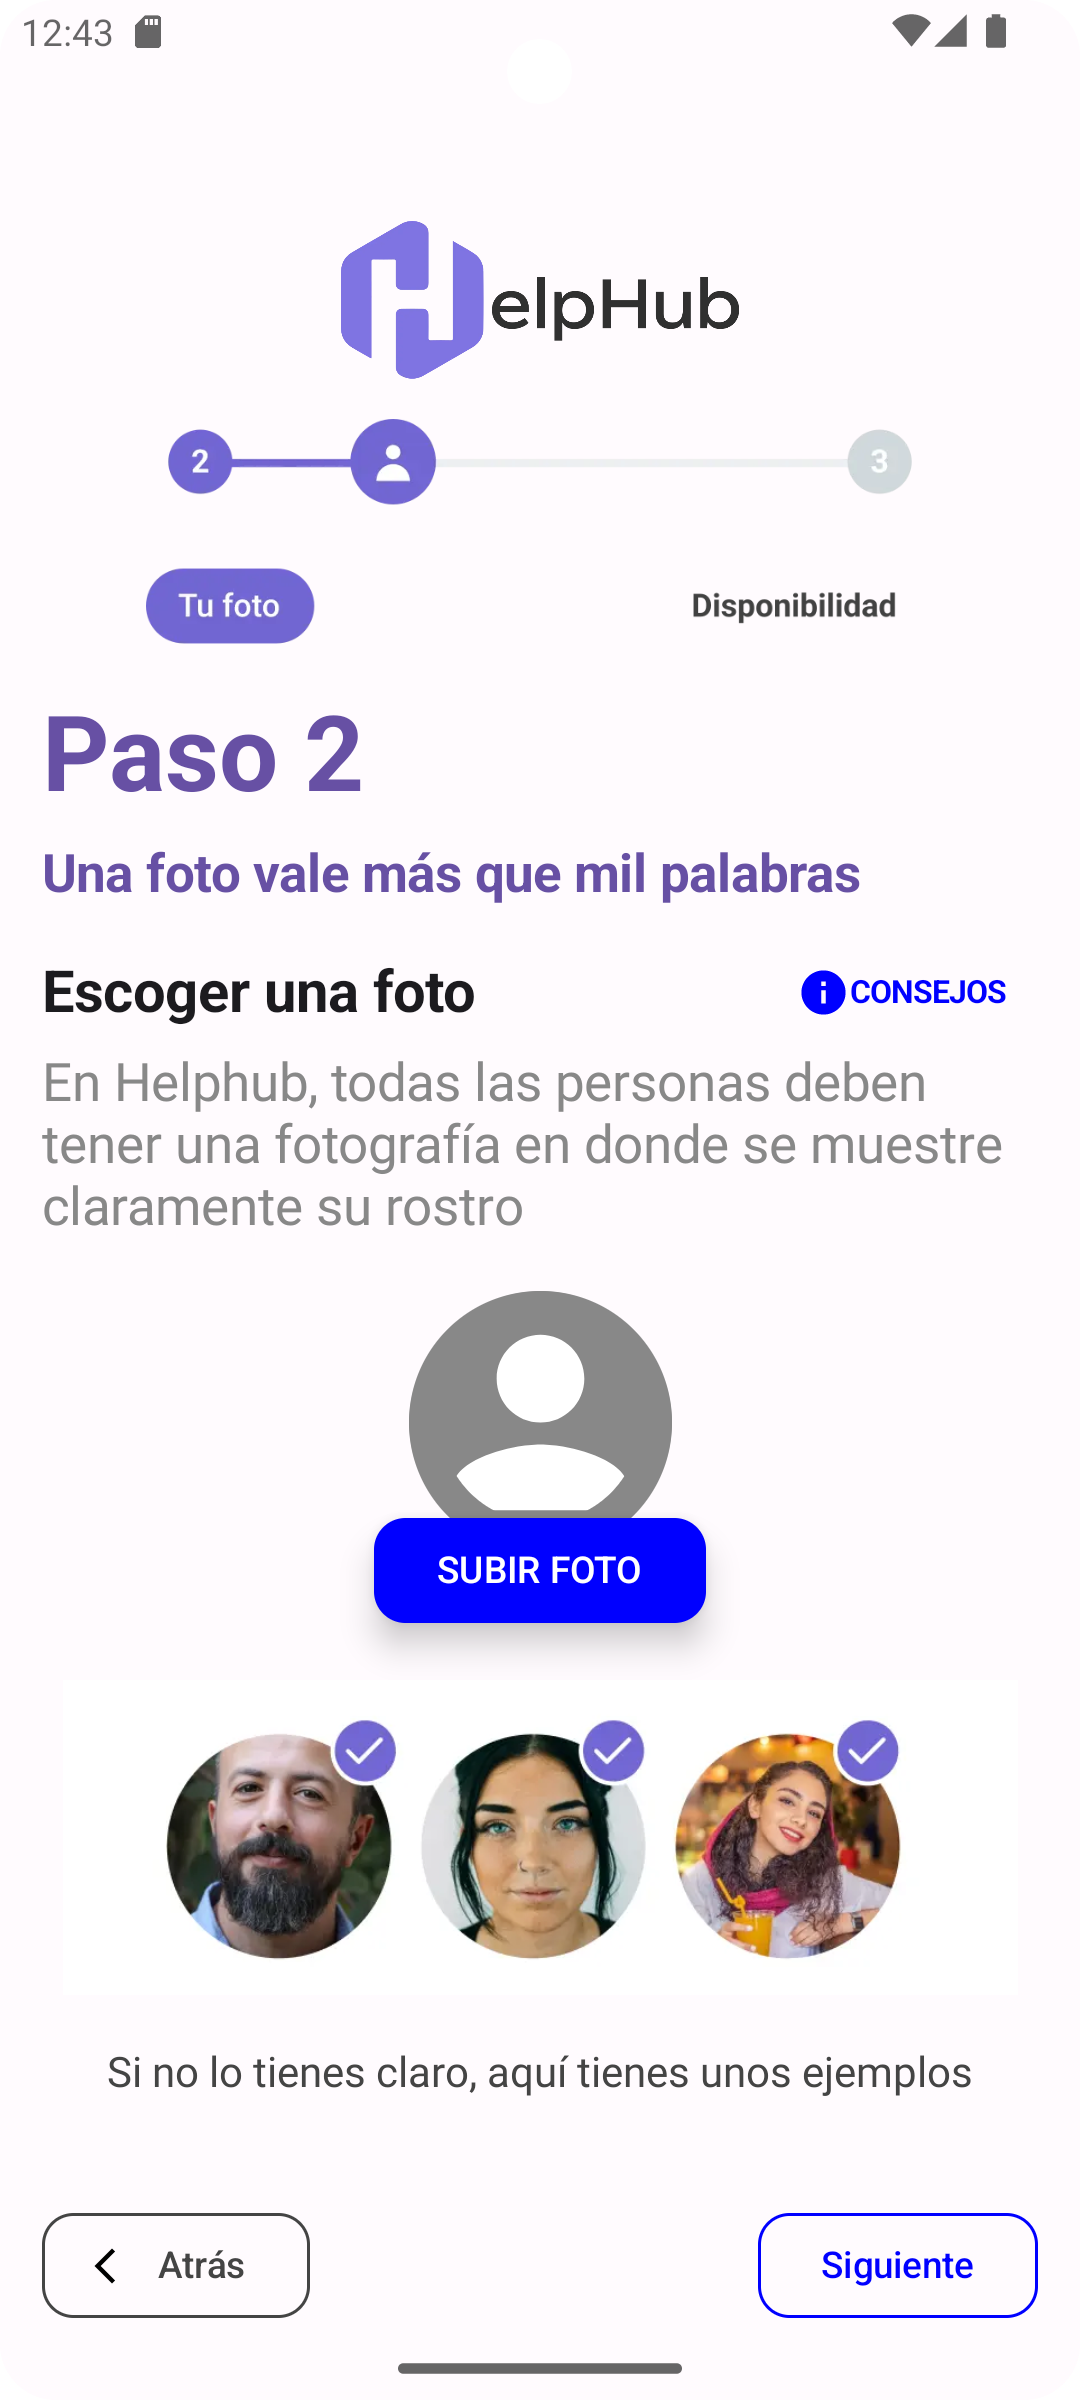 12:43
elpHub
2
3
Tu foto
Disponibilidad
Paso 2
Una foto vale más que mil palabras
Escoger una foto
CONSEJOS
En Helphub, todas las personas deben
tener una fotografía en donde se muestre
claramente su rostro
SUBIR FOTO
Si no lo tienes claro, aquí tienes unos ejemplos
Atrás
Siguiente